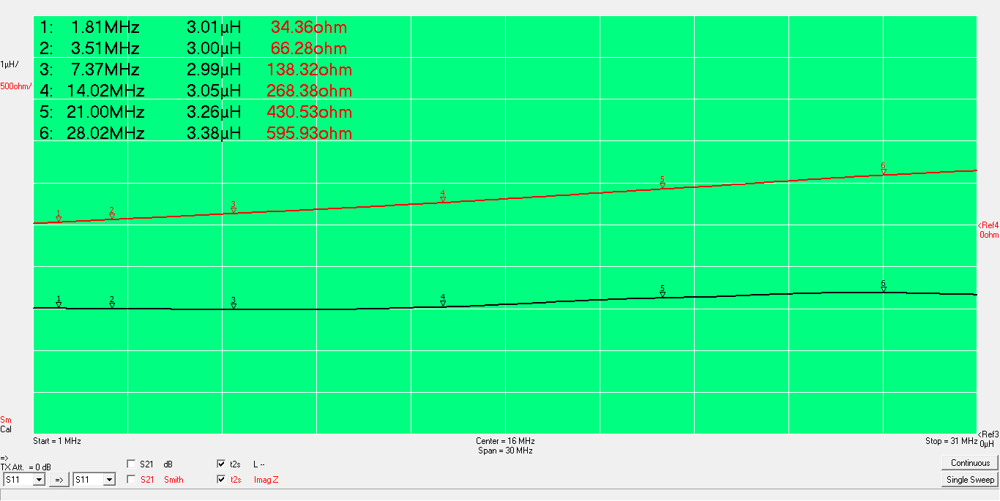 1: 1.81MHz 3.01µH 34.36ohm
2: 3.51MHz 3.00µH 66.28ohm
3: 7.37MHz 2.99µH 138.32ohm
4: 14.02MHz 3.05µH 268.38ohm
5: 21.00MHz 3.26µH 430.53ohm
6: 28.02MHz 3.38µH 595.93ohm
1µH/
500ohm/
6
5
4
3
2
1
<Ref4
0ohm
1
2
3
4
5
6
Sm
Cal
<Ref3
0µH
Start = 1 MHz
Center = 16 MHz
Stop = 31 MHz
Span = 30 MHz
=>
TX Att. = 0 dB
S21 dB
t2s L --
Continuous
S11
=>
S11
S21 Smith
t2s Imag Z
Single Sweep